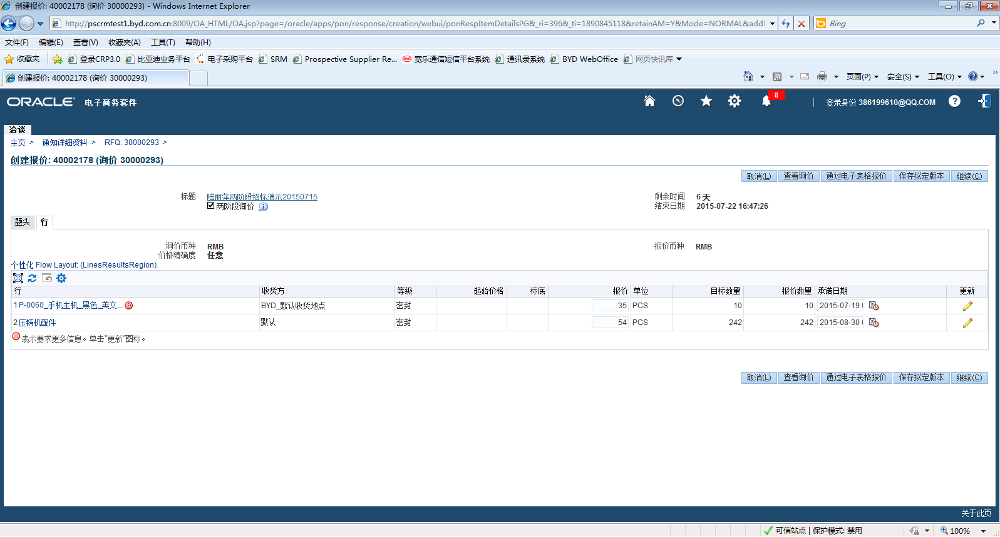 创建报价: 40002178 (询价 30000293) - Windows Internet Explorer
http://pscrmtest1.byd.com.cn:8009/OA_HTML/OA.jsp?page=/oracle/apps/pon/response/creation/webui/ponRespItemDetailsPG&_ri=396&_ti=1890845118&retainAM=Y&Mode=NORMAL&addl
Bing
文件(F) 编辑(E) 查看(V) 收藏夹(A) 工具(T) 帮助(H)
收藏夹 登录CRP3.0 比亚迪业务平台 电子采购平台 SRM Prospective Supplier Re... 宽乐通信短信平台系统 通讯录系统 BYD WebOffice 网页快讯库
创建报价: 40002178 (询价 30000293)
页面(P) 安全(S) 工具(O) »
ORACLE 电子商务套件
8 | 登录身份 386199610@QQ.COM
洽谈
主页 > 通知详细资料 > RFQ: 30000293 >
创建报价: 40002178 (询价 30000293)
取消(L) 查看询价 通过电子表格报价 保存拟定版本 继续(C)
标题 陆丽萍两阶段招标演示20150715 剩余时间 6 天
两阶段询价 结束日期 2015-07-22 16:47:26
题头 行
询价币种 RMB 报价币种 RMB
价格精确度 任意
个性化 Flow Layout: (LinesResultsRegion)
行 收货方 等级 起始价格 标底 报价 单位 目标数量 报价数量 承诺日期 更新
1 P-0060_手机主机_黑色_英文... BYD_默认收货地点 密封 35 PCS 10 10 2015-07-19
2 压铸机配件 默认 密封 54 PCS 242 242 2015-08-30
表示要求更多信息。单击"更新"图标。
取消(L) 查看询价 通过电子表格报价 保存拟定版本 继续(C)
关于此页
可信站点 | 保护模式: 禁用 100%